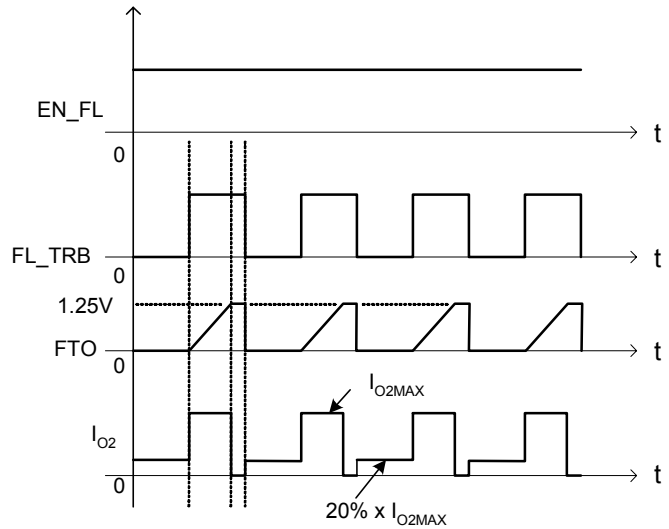 EN_FL
t
0
FL_TRB
t
0
1.25V
FTO
t
0
I_O2MAX
I_O2
t
0
20% x I_O2MAX